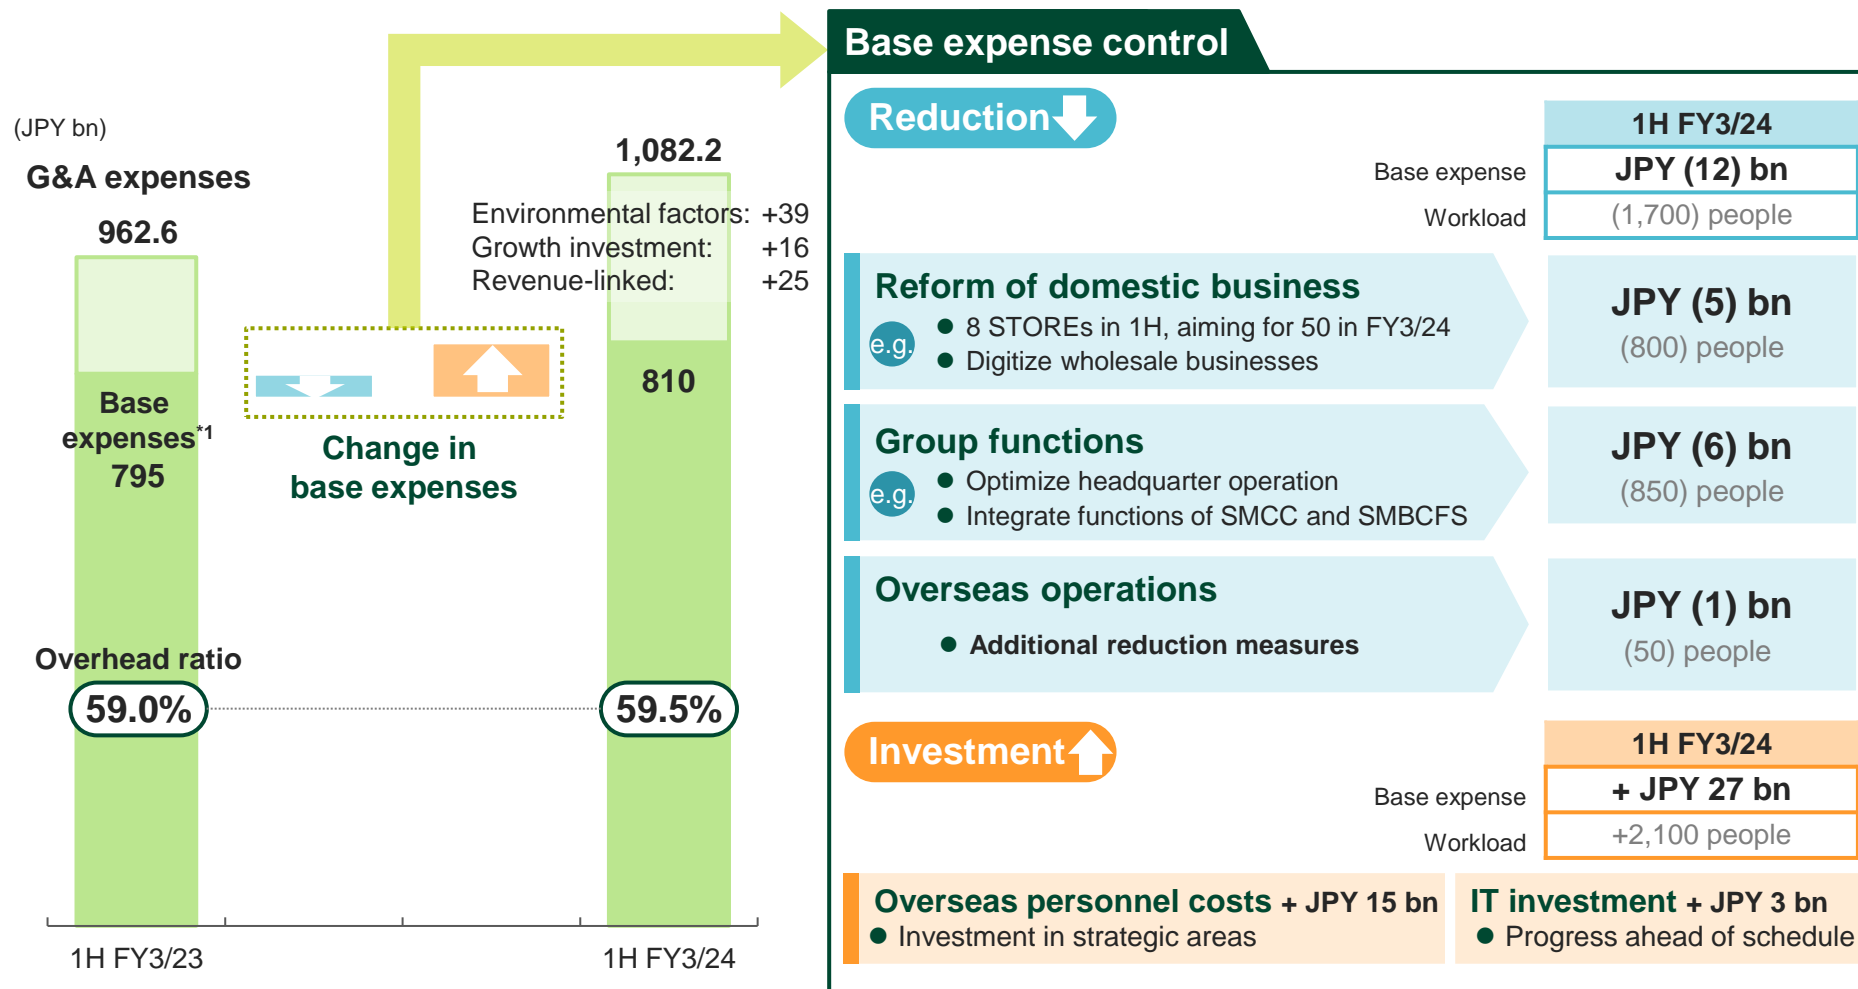 (JPY bn)
G&A expenses
962.6
1,082.2
Environmental factors: +39
Growth investment: +16
Revenue-linked: +25
Base
expenses*1
795
810
Change in
base expenses
Overhead ratio
59.0%
59.5%
1H FY3/23
1H FY3/24
Base expense control
Reduction
1H FY3/24
Base expense JPY (12) bn
Workload (1,700) people
Reform of domestic business
e.g.
● 8 STOREs in 1H, aiming for 50 in FY3/24
● Digitize wholesale businesses
JPY (5) bn
(800) people
Group functions
e.g.
● Optimize headquarter operation
● Integrate functions of SMCC and SMBCFS
JPY (6) bn
(850) people
Overseas operations
● Additional reduction measures
JPY (1) bn
(50) people
Investment
1H FY3/24
Base expense + JPY 27 bn
Workload +2,100 people
Overseas personnel costs + JPY 15 bn
● Investment in strategic areas
IT investment + JPY 3 bn
● Progress ahead of schedule